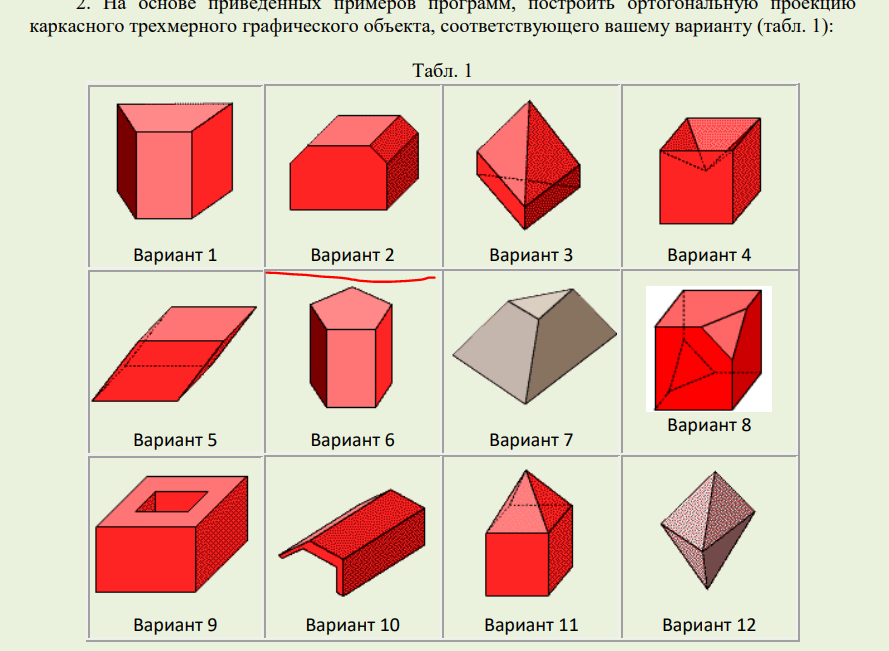 2. На основе приведенных примеров программ, построить ортогональную проекцию
каркасного трехмерного графического объекта, соответствующего вашему варианту (табл. 1):
Табл. 1
Вариант 1
Вариант 2
Вариант 3
Вариант 4
Вариант 5
Вариант 6
Вариант 7
Вариант 8
Вариант 9
Вариант 10
Вариант 11
Вариант 12